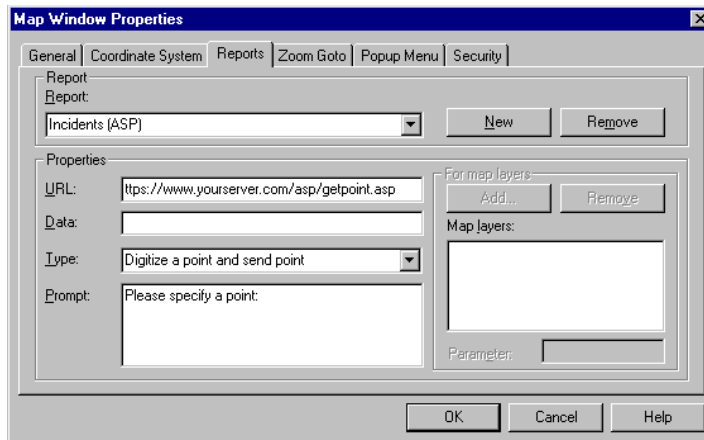 Map Window Properties
General Coordinate System Reports Zoom Goto Popup Menu Security
Report
Report:
Incidents (ASP)
New
Remove
Properties
URL:
ttps://www.yourserver.com/asp/getpoint.asp
Data:
Type:
Digitize a point and send point
Prompt:
Please specify a point:
For map layers
Add...
Remove
Map layers:
Parameter:
OK
Cancel
Help